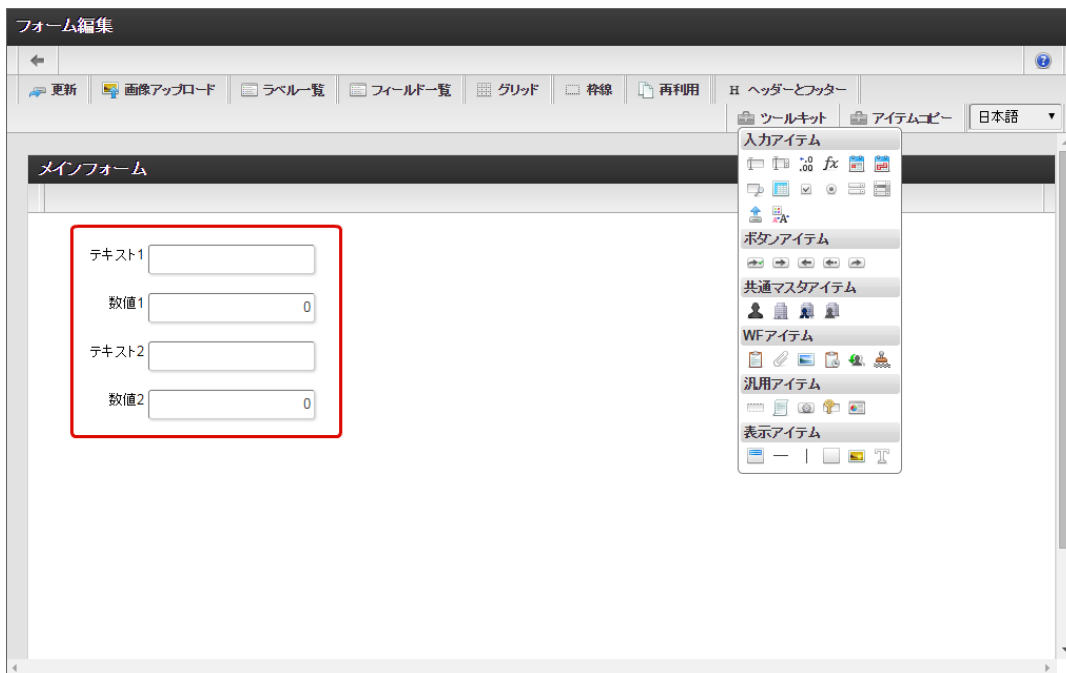 フォーム編集
更新 画像アップロード ラベル一覧 フィールド一覧 グリッド 枠線 再利用 H ヘッダーとフッター
ツールキット アイテムコピー 日本語
入力アイテム
メインフォーム
ボタンアイテム
テキスト1
共通マスタアイテム
数値1 0
WFアイテム
テキスト2
汎用アイテム
数値2 0
表示アイテム